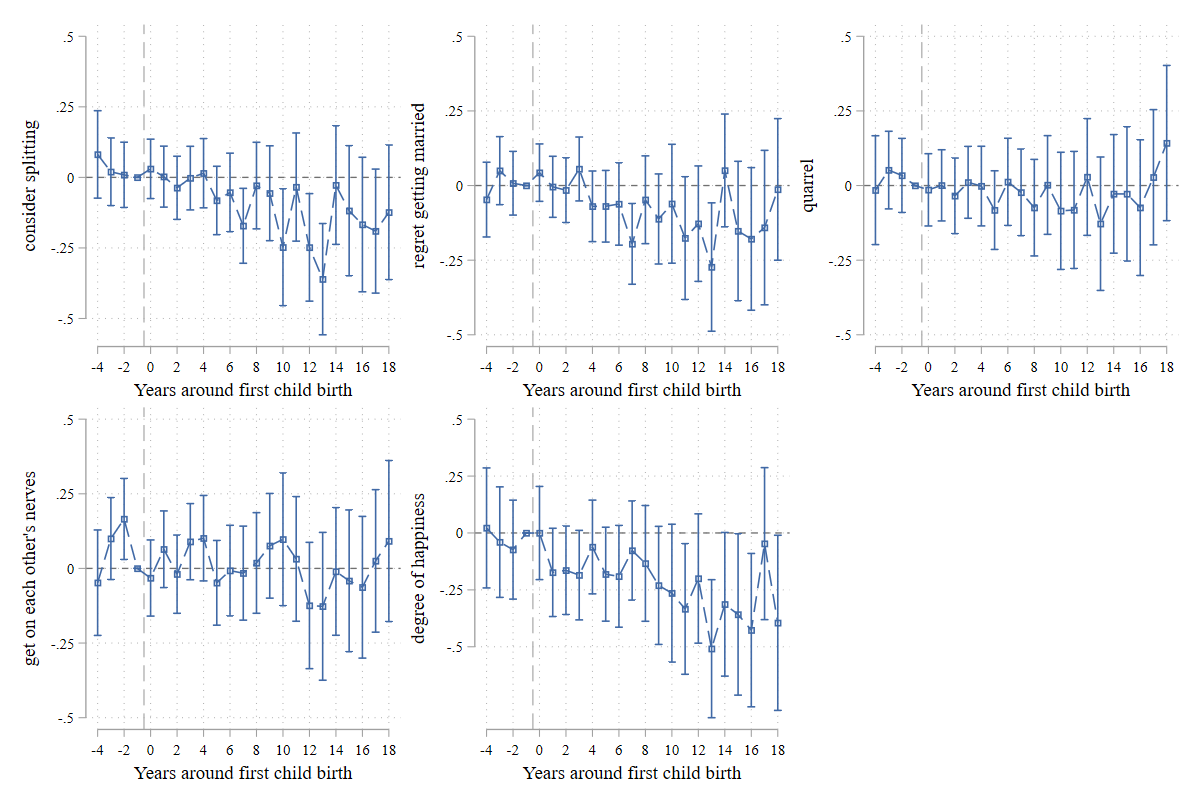 consider splitting
.5
.25
0
-.25
-.5
-4 -2 0 2 4 6 8 10 12 14 16 18
Years around first child birth
regret geting married
.5
.25
0
-.25
-.5
-4 -2 0 2 4 6 8 10 12 14 16 18
Years around first child birth
quarrel
.5
.25
0
-.25
-.5
-4 -2 0 2 4 6 8 10 12 14 16 18
Years around first child birth
get on each other's nerves
.5
.25
0
-.25
-.5
-4 -2 0 2 4 6 8 10 12 14 16 18
Years around first child birth
degree of happiness
.5
.25
0
-.25
-.5
-4 -2 0 2 4 6 8 10 12 14 16 18
Years around first child birth